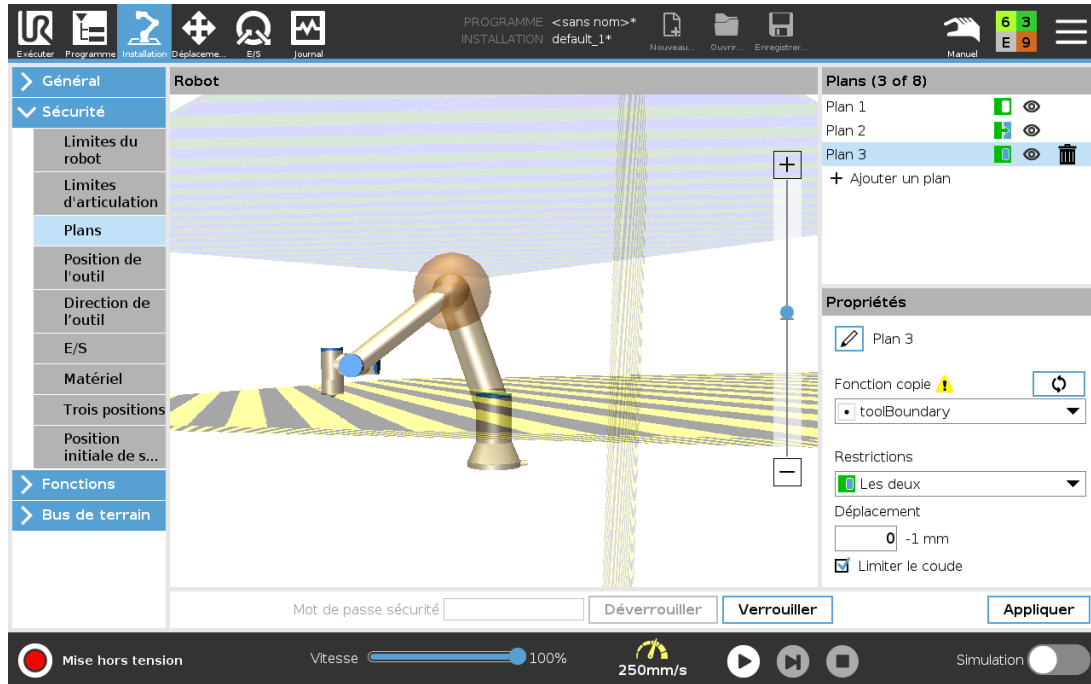 UR
PROGRAMME <sans nom>*
INSTALLATION default_1*
Exécuter
Programme
Installation
Déplaceme...
E/S
Journal
Nouveau...
Ouvrir...
Enregistrer...
Manuel
6 3
E 9
Général
Sécurité
Limites du
robot
Limites
d'articulation
Plans
Position de
l'outil
Direction de
l’outil
E/S
Matériel
Trois positions
Position
initiale de s...
Fonctions
Bus de terrain
Robot
Plans (3 of 8)
Plan 1
Plan 2
Plan 3
Ajouter un plan
Propriétés
Plan 3
Fonction copie
toolBoundary
Restrictions
Les deux
Déplacement
0 -1 mm
Limiter le coude
Mot de passe sécurité
Déverrouiller
Verrouiller
Appliquer
Mise hors tension
Vitesse
100%
250mm/s
Simulation